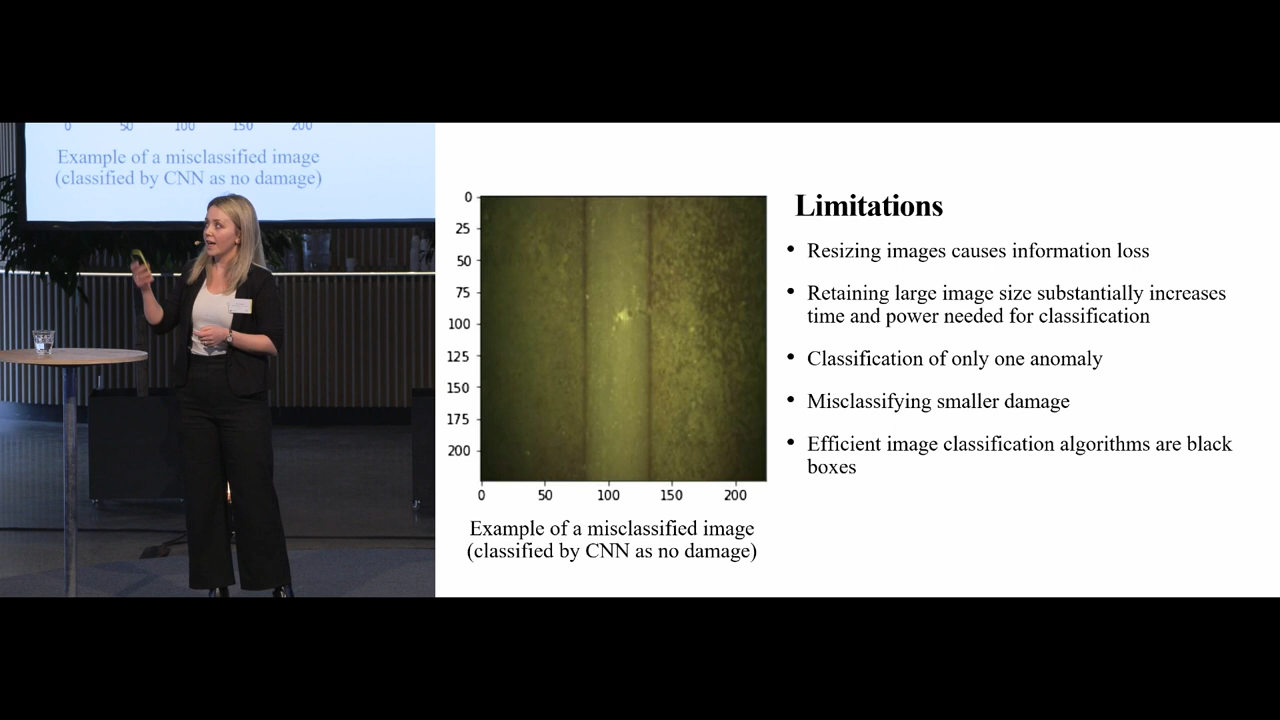 0 50 100 150 200
Example of a misclassified image
(classified by CNN as no damage)
0
25
50
75
100
125
150
175
200
0 50 100 150 200
Example of a misclassified image
(classified by CNN as no damage)
Limitations
• Resizing images causes information loss
• Retaining large image size substantially increases
time and power needed for classification
• Classification of only one anomaly
• Misclassifying smaller damage
• Efficient image classification algorithms are black
boxes